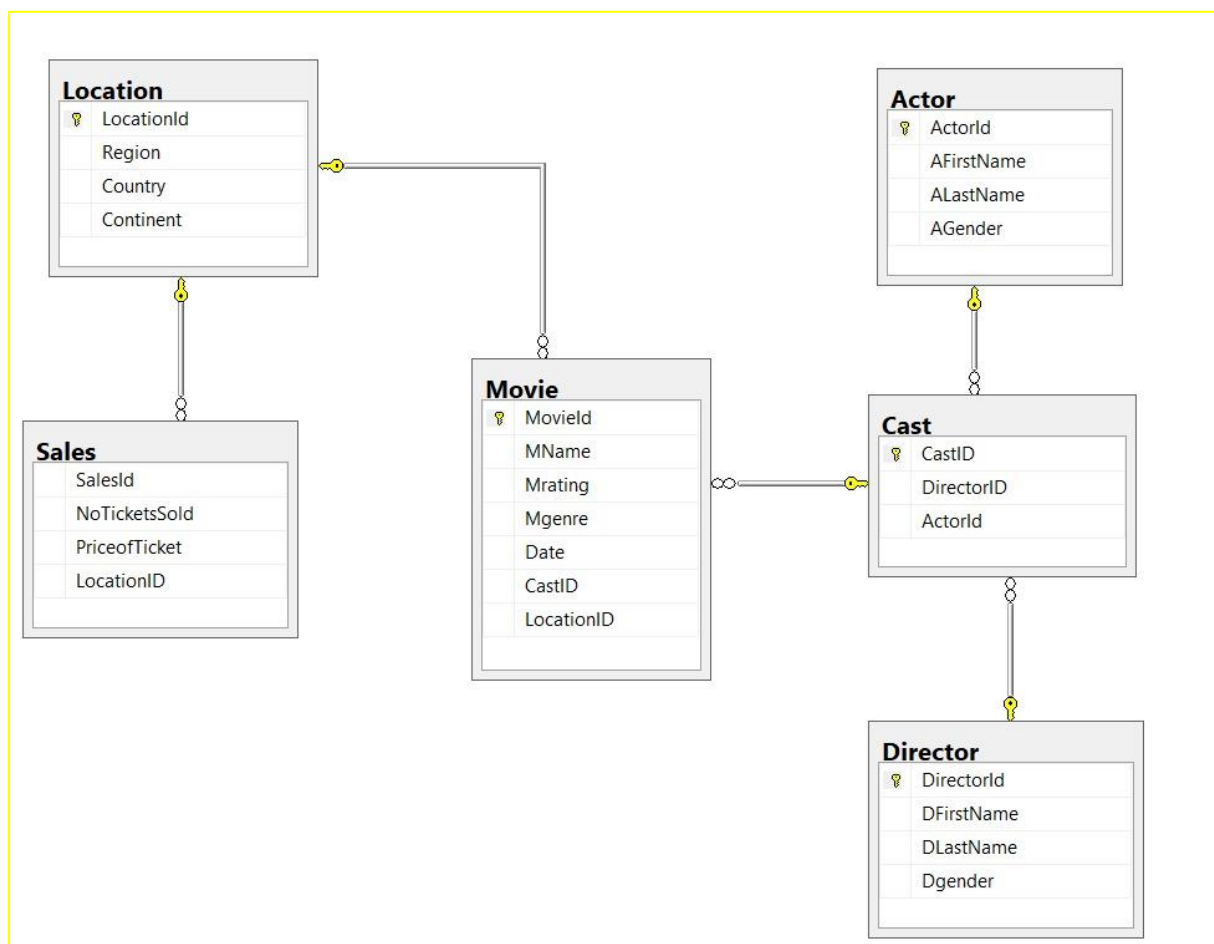 Location
LocationId
Region
Country
Continent
Actor
ActorId
AFirstName
ALastName
AGender
Sales
SalesId
NoTicketsSold
PriceofTicket
LocationID
Movie
MovieId
MName
Mrating
Mgenre
Date
CastID
LocationID
Cast
CastID
DirectorID
ActorId
Director
DirectorId
DFirstName
DLastName
Dgender